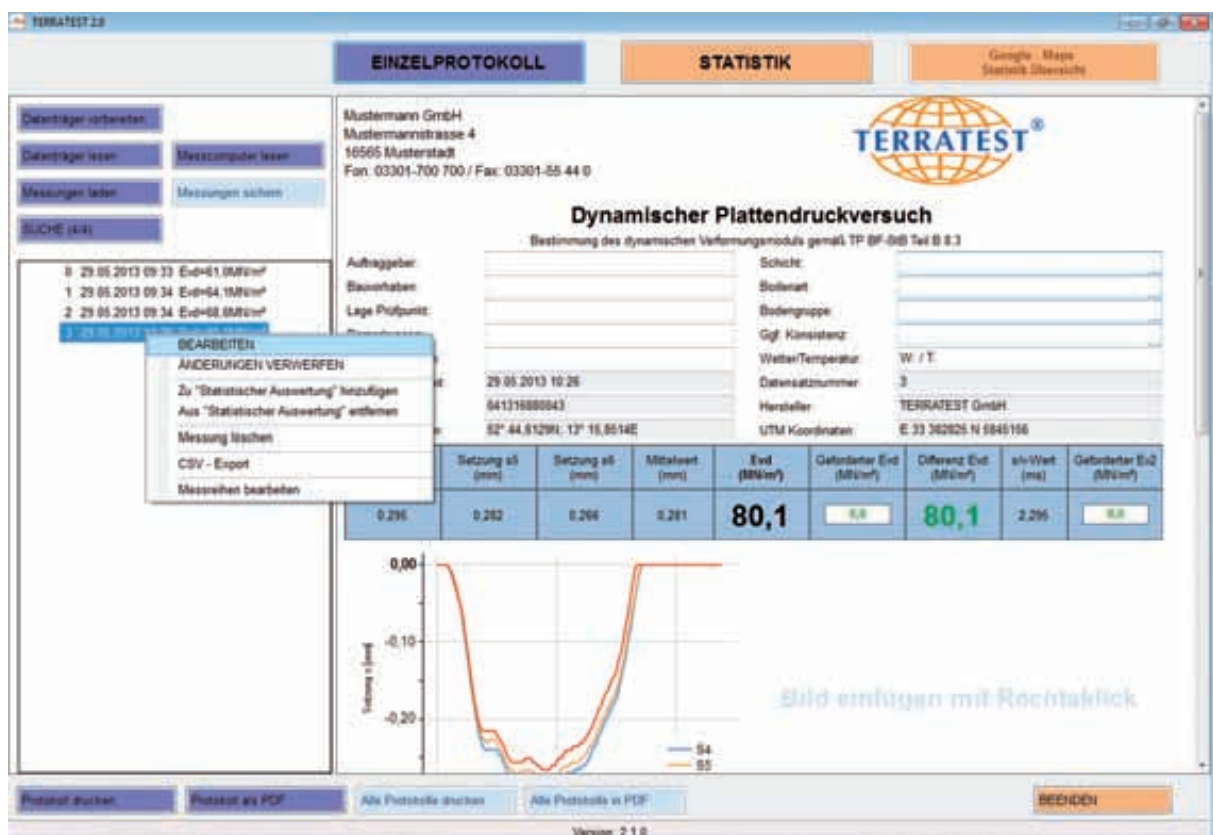 TERRATEST 2.0
EINZELPROTOKOLL
STATISTIK
Google Maps
Statistik Übersicht
Datenträger vorbereiten
Datenträger lesen
Messcomputer lesen
Messungen laden
Messungen sichern
SUCHE (4/4)
0 29.05.2013 09:33 Evd=61,0MN/m²
1 29.05.2013 09:34 Evd=64,1MN/m²
2 29.05.2013 09:34 Evd=68,6MN/m²
BEARBEITEN
ÄNDERUNGEN VERWERFEN
Zu "Statistischer Auswertung" hinzufügen
Aus "Statistischer Auswertung" entfernen
Messung löschen
CSV - Export
Messreihen bearbeiten
Mustermann GmbH
Mustermannstrasse 4
16565 Musterstadt
Fon: 03301-700 700 / Fax: 03301-55 44 0
TERRATEST®
Dynamischer Plattendruckversuch
Bestimmung des dynamischen Verformungsmoduls gemäß TP BF-StB Teil B 8.3
Auftraggeber:
Schicht:
Bauvorhaben:
Bodenart
Lage Prüfpunkt:
Bodengruppe:
Ggf. Konsistenz:
Wetter/Temperatur: W: / T:
29.05.2013 10:26
Datensatznummer: 3
Hersteller: TERRATEST GmbH
UTM Koordinaten:
Setzung s5 (mm)
Setzung s6 (mm)
Mittelwert (mm)
Evd (MN/m²)
Geforderter Evd (MN/m²)
Differenz Evd (MN/m²)
s/v-Wert (ms)
Geforderter Ev2 (MN/m²)
0.295 0.282 0.266 0.281 80,1 0,0 80,1 2,295 0,0
0,00
-0,10
-0,20
Setzung s [mm]
S4
S5
Bild einfügen mit Rechtsklick
Protokoll drucken
Protokoll als PDF
Alle Protokolle drucken
Alle Protokolle in PDF
BEENDEN
Version: 2.1.0